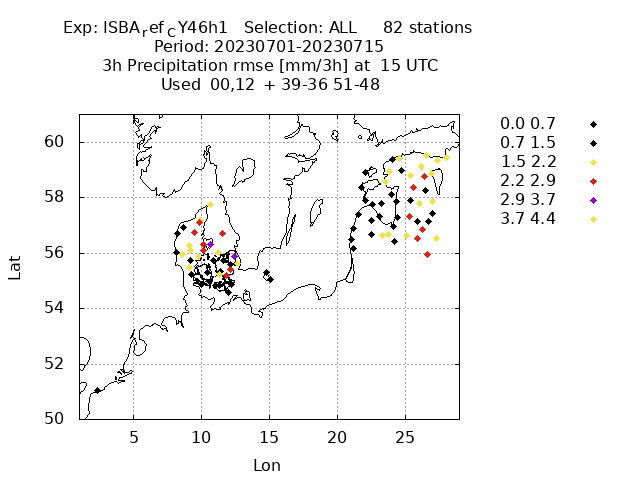 Exp: ISBA_ref_CY46h1 Selection: ALL 82 stations
Period: 20230701-20230715
3h Precipitation rmse [mm/3h] at 15 UTC
Used 00,12 + 39-36 51-48
0.0 0.7
0.7 1.5
1.5 2.2
2.2 2.9
2.9 3.7
3.7 4.4
60
58
56
54
52
50
Lat
5 10 15 20 25
Lon